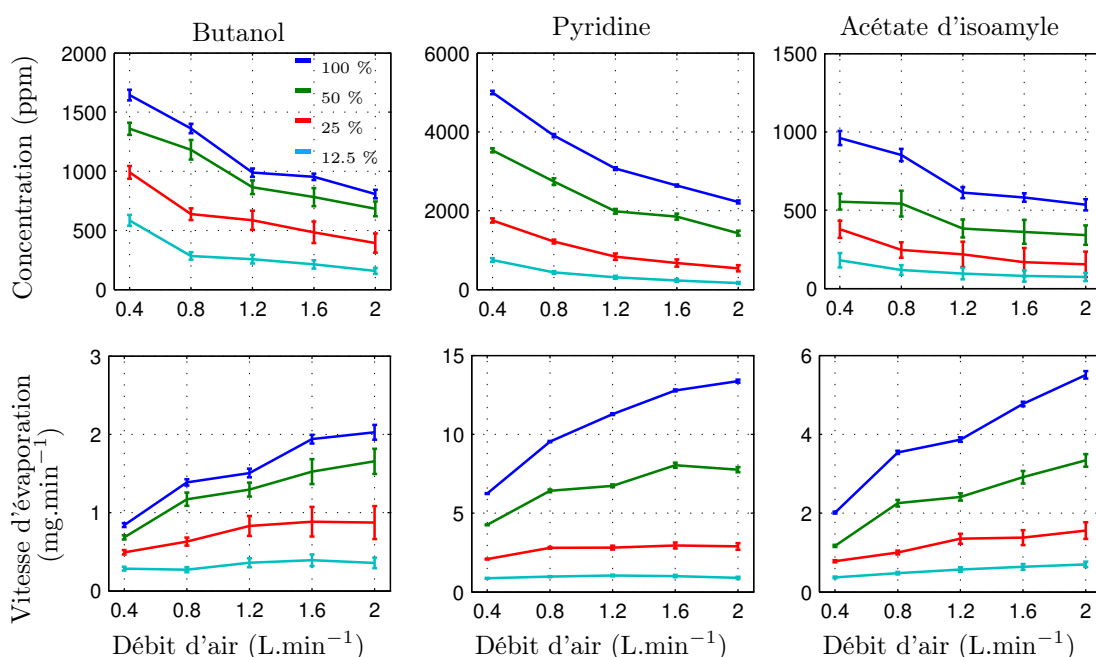 Butanol
Pyridine
Acétate d'isoamyle
Concentration (ppm)
2000
1500
1000
500
0
100 %
50 %
25 %
12.5 %
0.4 0.8 1.2 1.6 2
6000
4000
2000
0
0.4 0.8 1.2 1.6 2
1500
1000
500
0
0.4 0.8 1.2 1.6 2
Vitesse d'évaporation
(mg.min−1)
3
2
1
0
0.4 0.8 1.2 1.6 2
Débit d'air (L.min−1)
15
10
5
0
0.4 0.8 1.2 1.6 2
Débit d'air (L.min−1)
6
4
2
0
0.4 0.8 1.2 1.6 2
Débit d'air (L.min−1)